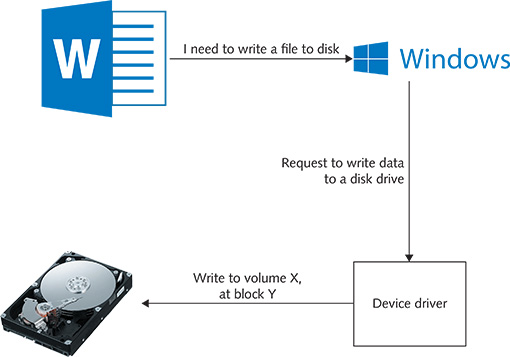 W
I need to write a file to disk
Windows
Request to write data
to a disk drive
Write to volume X,
at block Y
Device driver